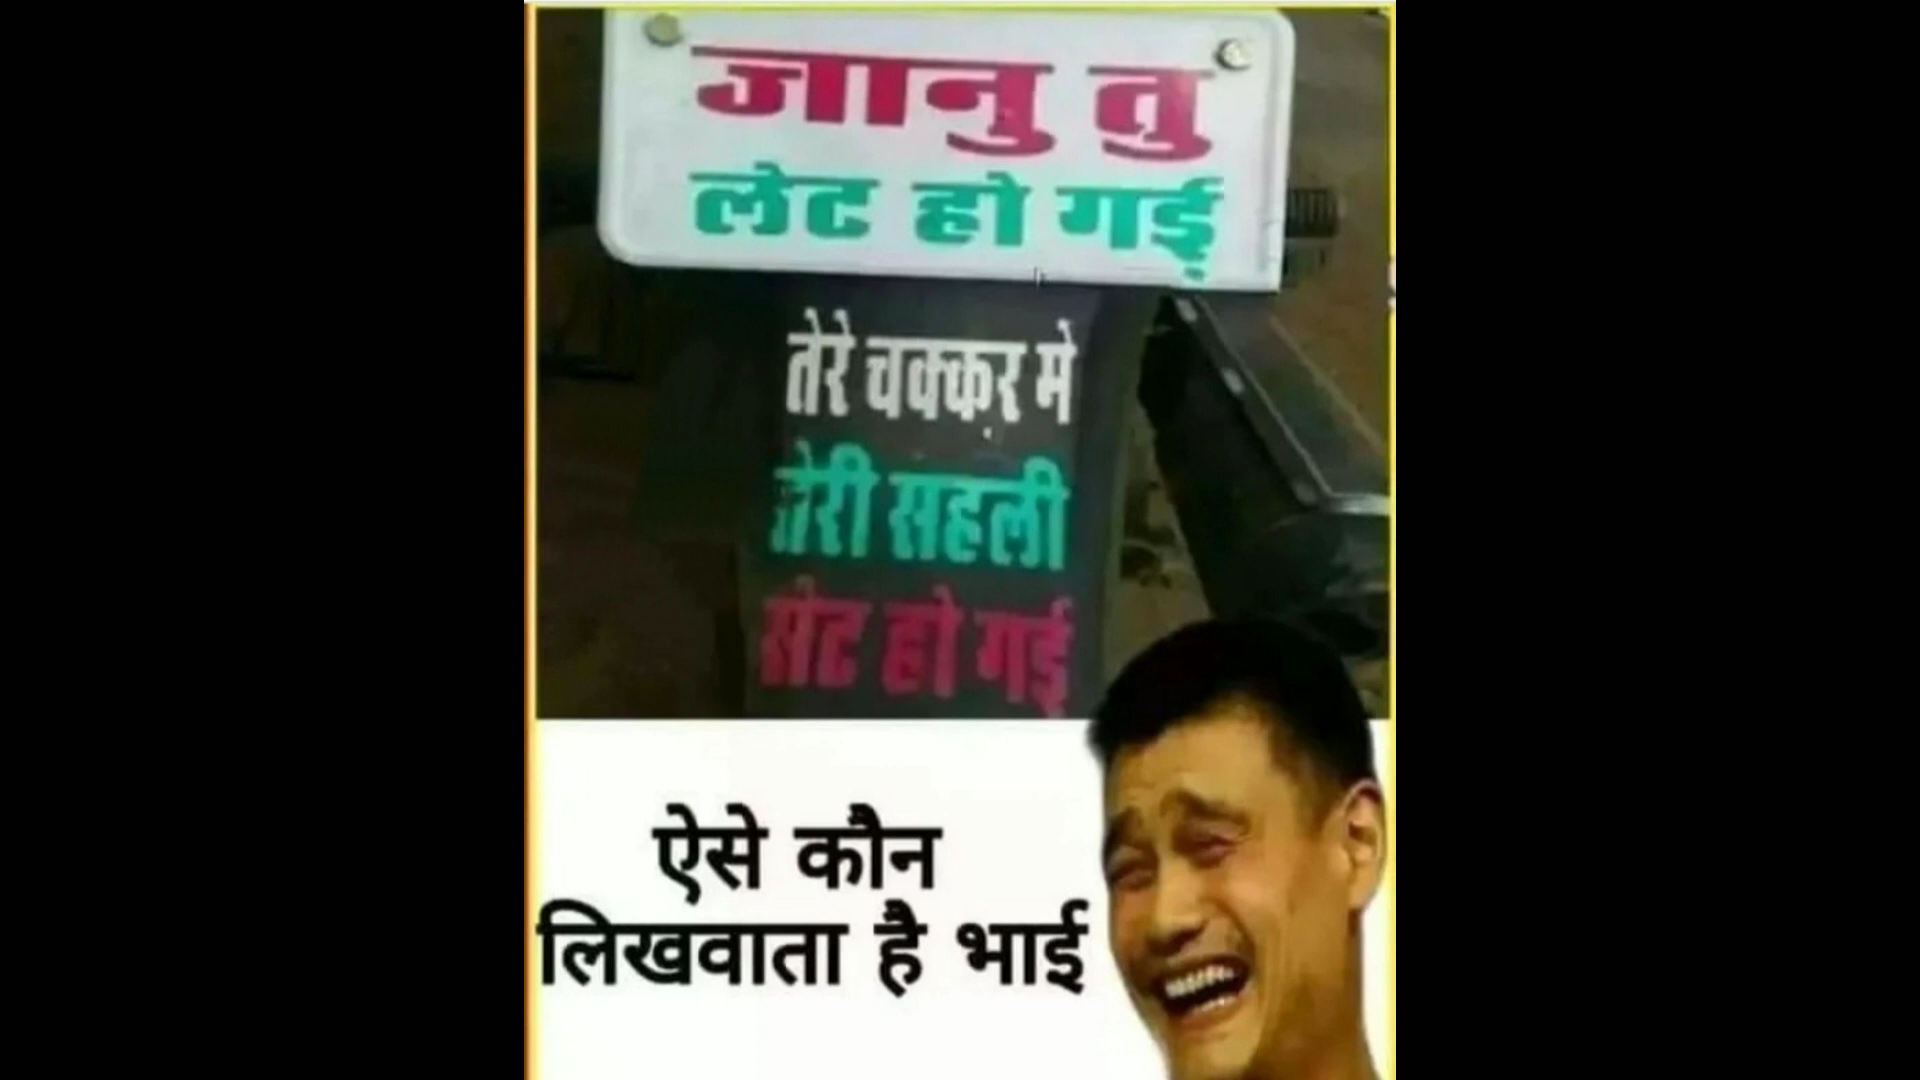 जानु तु
लेट हो गई
तेरे चक्कर मे
तेरी सहली
सेट हो गई
ऐसे कौन
लिखवाता है भाई